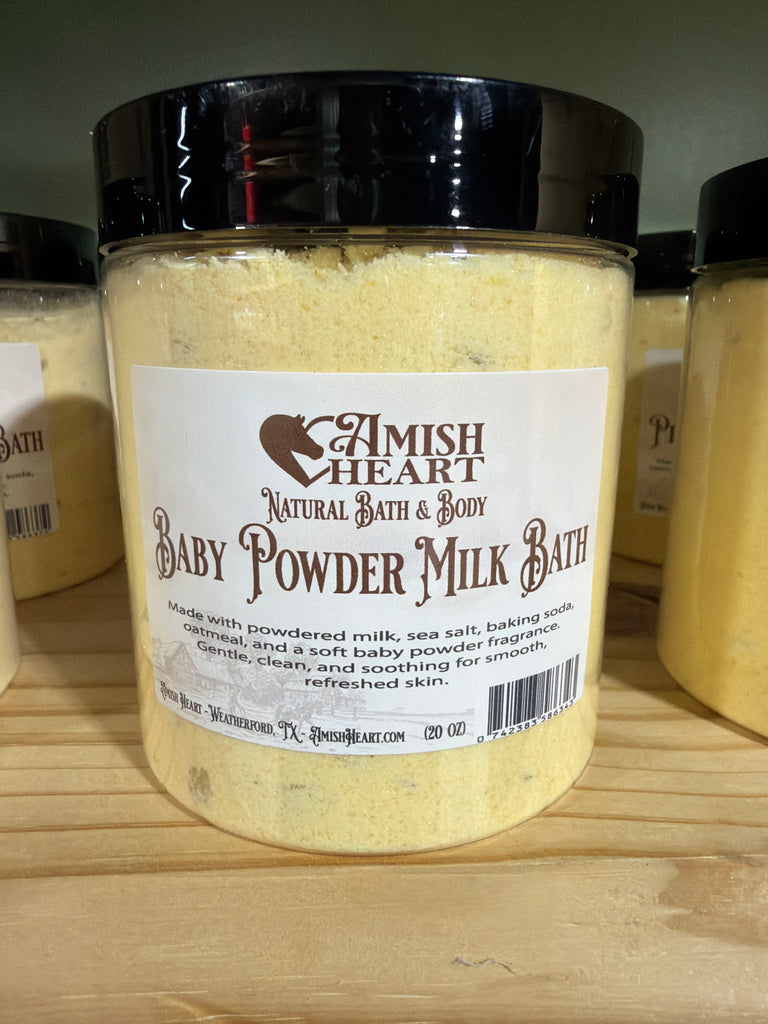 AMISH
HEART
NATURAL BATH & BODY
BABY POWDER MILK BATH
Made with powdered milk, sea salt, baking soda,
oatmeal, and a soft baby powder fragrance.
Gentle, clean, and soothing for smooth,
refreshed skin.
AMISH HEART - WEATHERFORD, TX - AMISHHEART.COM (20 OZ)
BATH